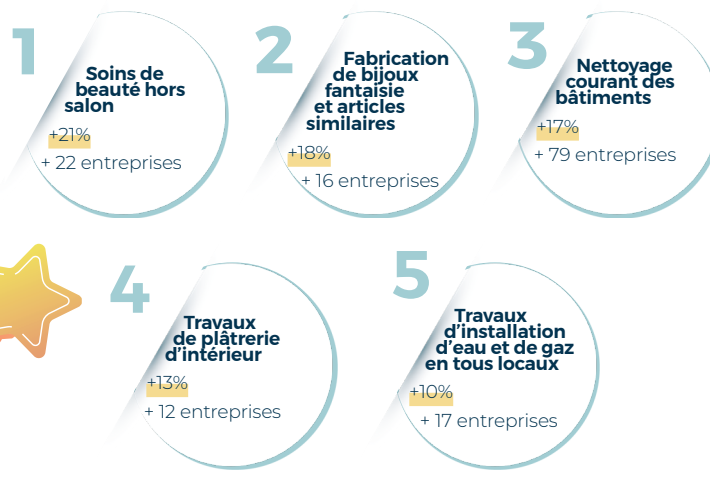 1
Soins de
beauté hors
salon
+21%
+ 22 entreprises
2
Fabrication
de bijoux
fantaisie
et articles
similaires
+18%
+ 16 entreprises
3
Nettoyage
courant des
bâtiments
+17%
+ 79 entreprises
4
Travaux
de plâtrerie
d'intérieur
+13%
+ 12 entreprises
5
Travaux
d'installation
d'eau et de gaz
en tous locaux
+10%
+ 17 entreprises